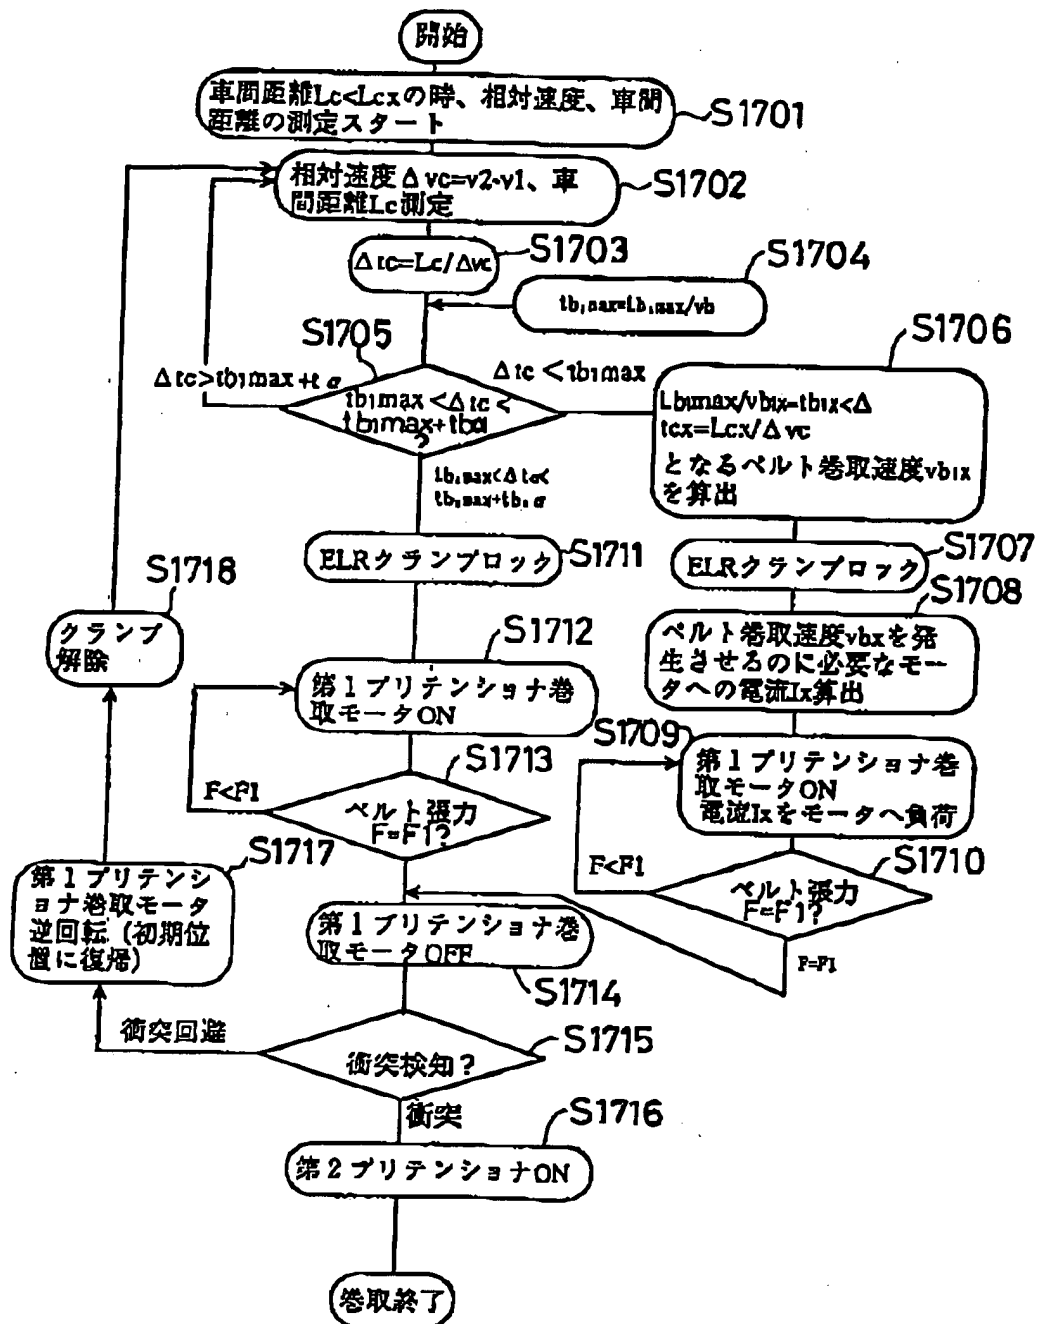 開始
車間距離Lc<Lcxの時、相対速度、車間
距離の測定スタート
S1701
相対速度Δvc=v2-v1、車
間距離Lc測定
S1702
Δtc=Lc/Δvc
S1703
S1704
tb₁max=Lb₁max/vb
S1705
Δtc>tb1max+tα
tb1max<Δtc<
tb1max+tbα
?
Δtc<tb1max
S1706
Lb1max/vb1x=tb1x<Δ
tcx=Lcx/Δvc
となるベルト巻取速度vb1x
を算出
tb₁max<Δtc<
tb₁max+tb₁α
ELRクランプロック
S1711
ELRクランプロック
S1707
S1718
クランプ
解除
S1712
第1プリテンショナ巻
取モータON
S1708
ベルト巻取速度vbxを発
生させるのに必要なモー
タへの電流Ix算出
S1709
第1プリテンショナ巻
取モータON
電流Ixをモータへ負荷
S1713
F<F1
ベルト張力
F=F1?
S1710
F<F1
ベルト張力
F=F1?
F=F1
S1717
第1プリテンシ
ョナ巻取モータ
逆回転(初期位
置に復帰)
第1プリテンショナ巻
取モータOFF
S1714
衝突回避
衝突検知?
S1715
衝突
S1716
第2プリテンショナON
巻取終了